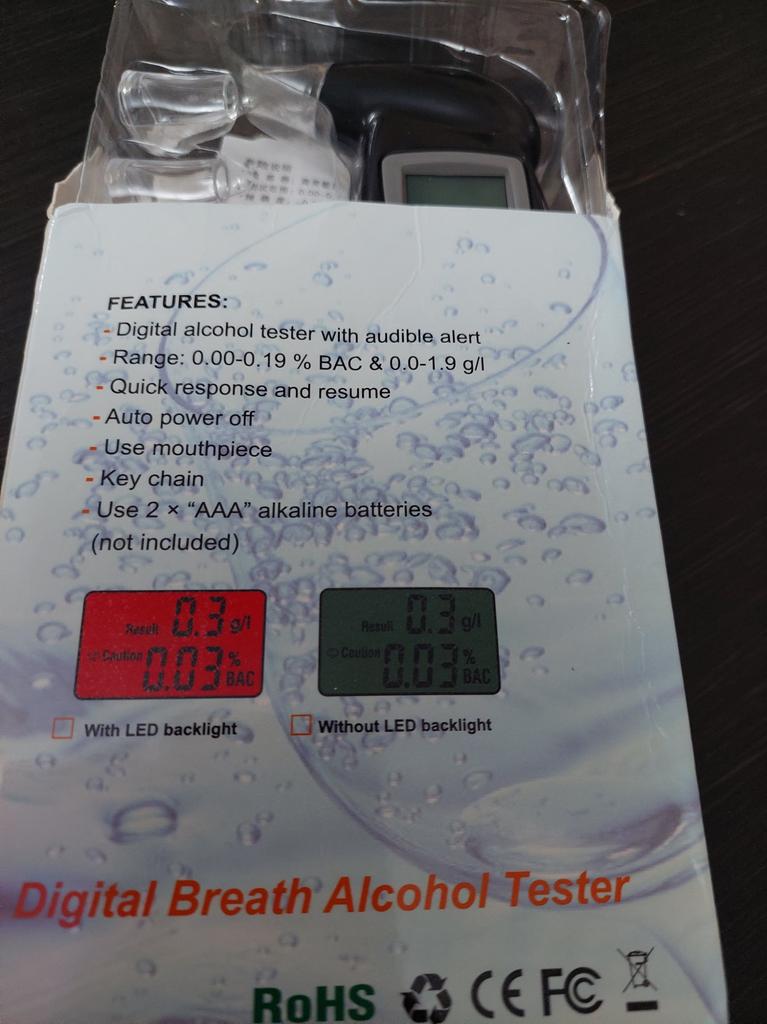 FEATURES:
- Digital alcohol tester with audible alert
- Range: 0.00-0.19 % BAC & 0.0-1.9 g/l
- Quick response and resume
- Auto power off
- Use mouthpiece
- Key chain
- Use 2 × "AAA" alkaline batteries
(not included)
Result 0.3 g/l
Caution 0.03 % BAC
Result 0.3 g/l
Caution 0.03 % BAC
With LED backlight
Without LED backlight
Digital Breath Alcohol Tester
RoHS CE FC